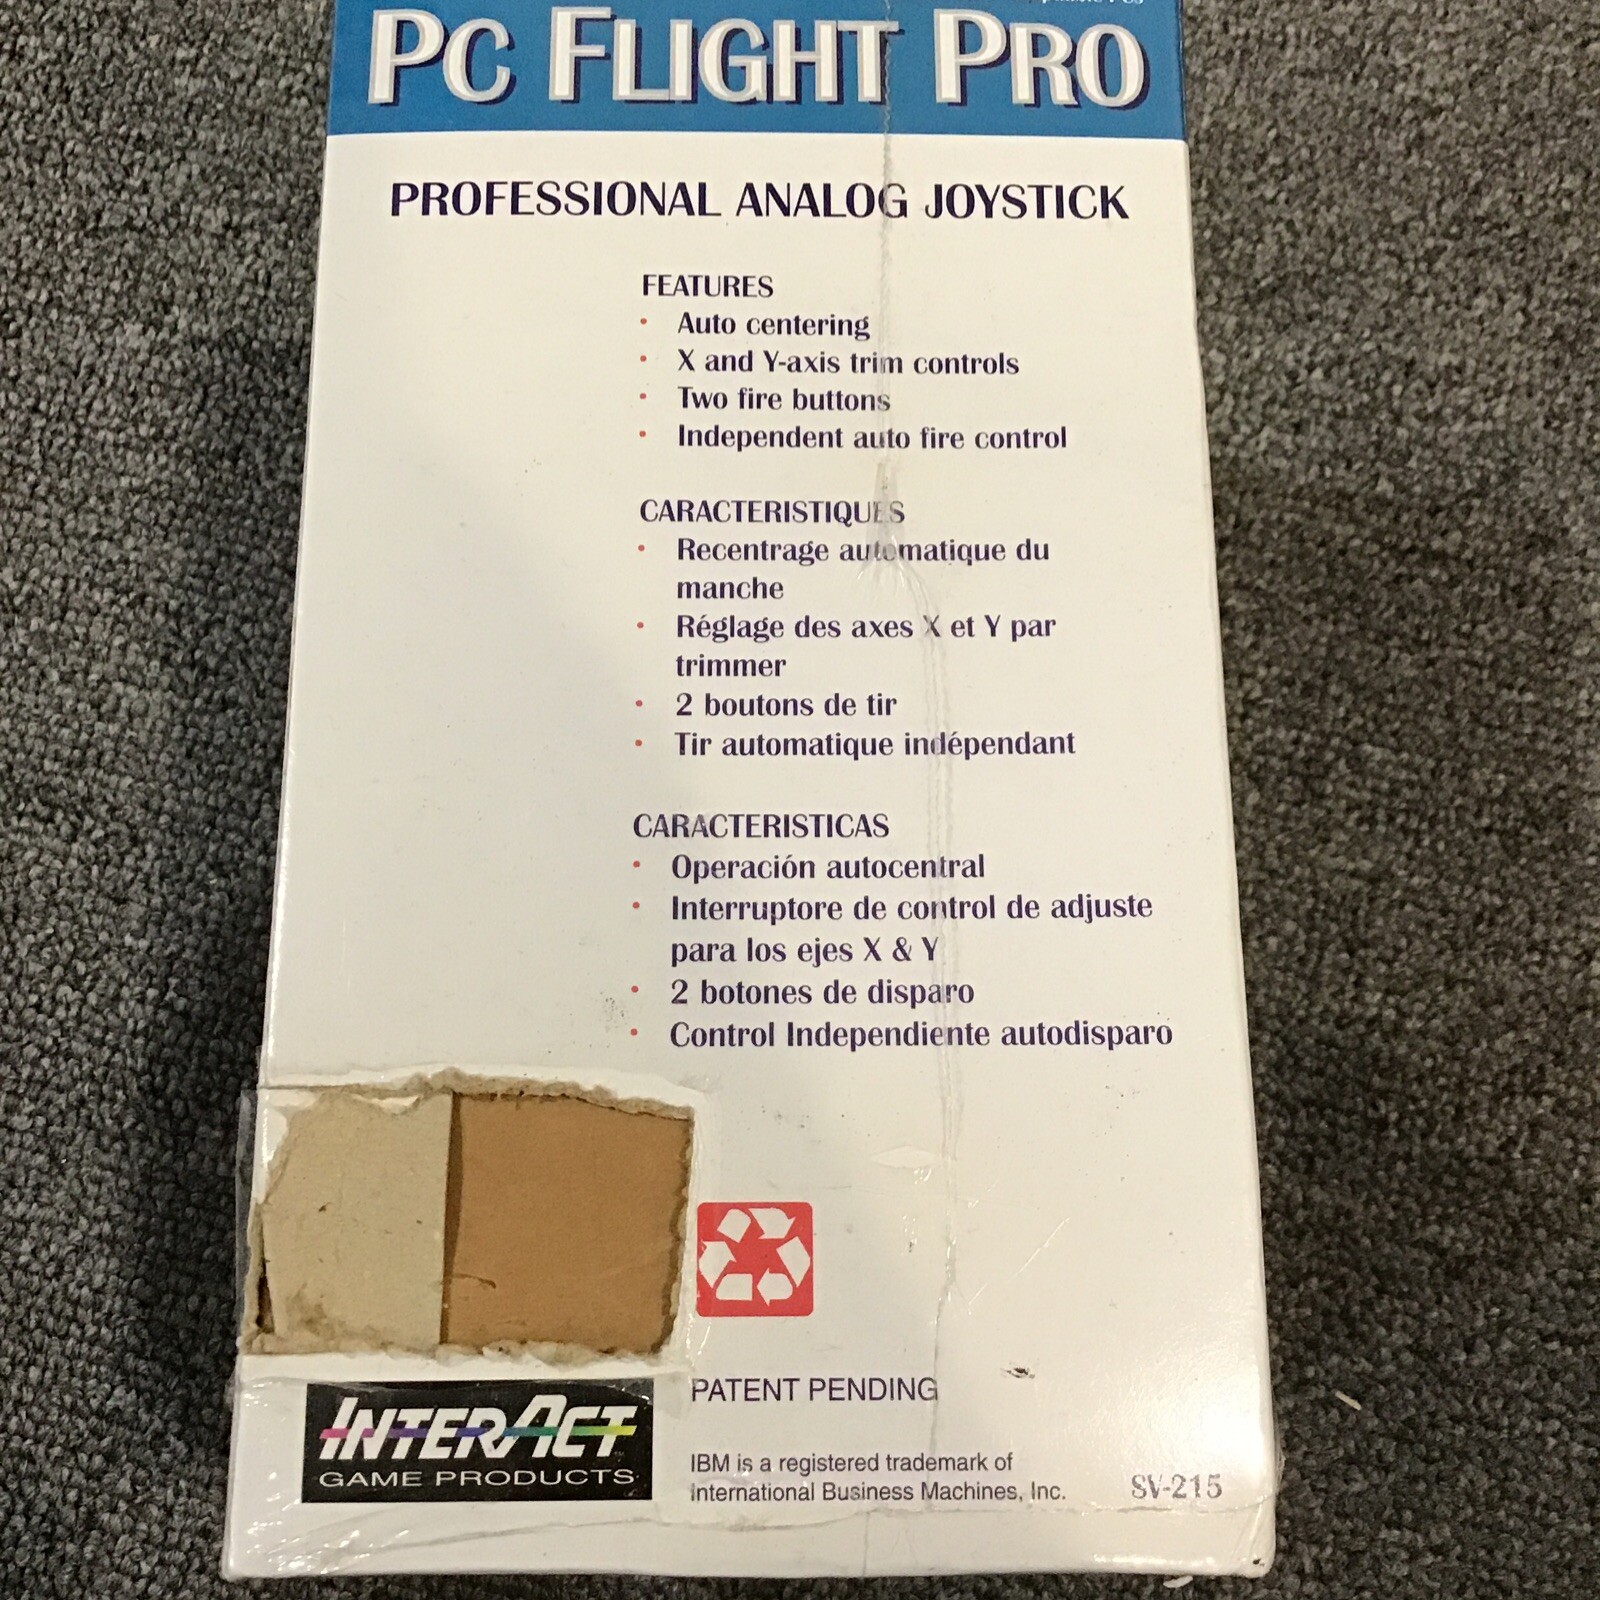 PC FLIGHT PRO
PROFESSIONAL ANALOG JOYSTICK
FEATURES
• Auto centering
• X and Y-axis trim controls
• Two fire buttons
• Independent auto fire control
CARACTERISTIQUES
• Recentrage automatique du
manche
• Réglage des axes X et Y par
trimmer
• 2 boutons de tir
• Tir automatique indépendant
CARACTERISTICAS
• Operación autocentral
• Interruptore de control de adjuste
para los ejes X & Y
• 2 botones de disparo
• Control Independiente autodisparo
PATENT PENDING
INTERACT
GAME PRODUCTS
IBM is a registered trademark of
International Business Machines, Inc.
SV-215